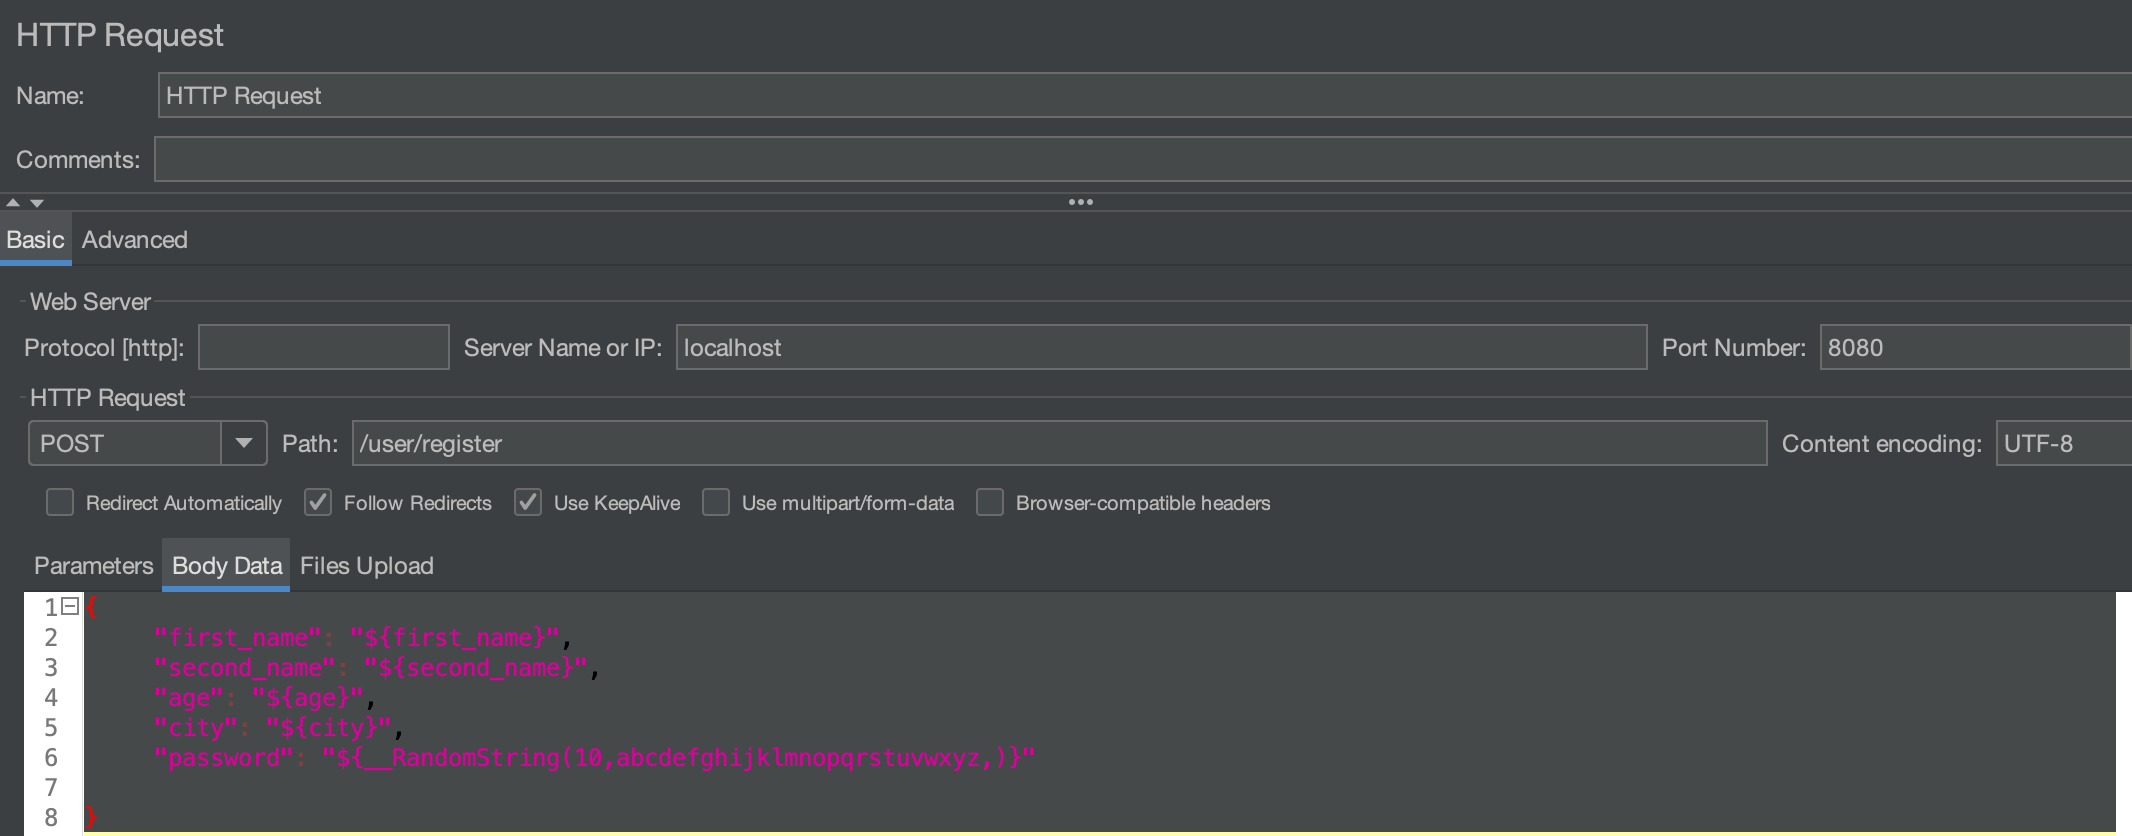 HTTP Request
Name: HTTP Request
Comments:
Basic Advanced
Web Server
Protocol [http]: Server Name or IP: localhost Port Number: 8080
HTTP Request
POST Path: /user/register Content encoding: UTF-8
Redirect Automatically Follow Redirects Use KeepAlive Use multipart/form-data Browser-compatible headers
Parameters Body Data Files Upload
1 {
2 "first_name": "${first_name}",
3 "second_name": "${second_name}",
4 "age": "${age}",
5 "city": "${city}",
6 "password": "${__RandomString(10,abcdefghijklmnopqrstuvwxyz,)}"
7
8 }